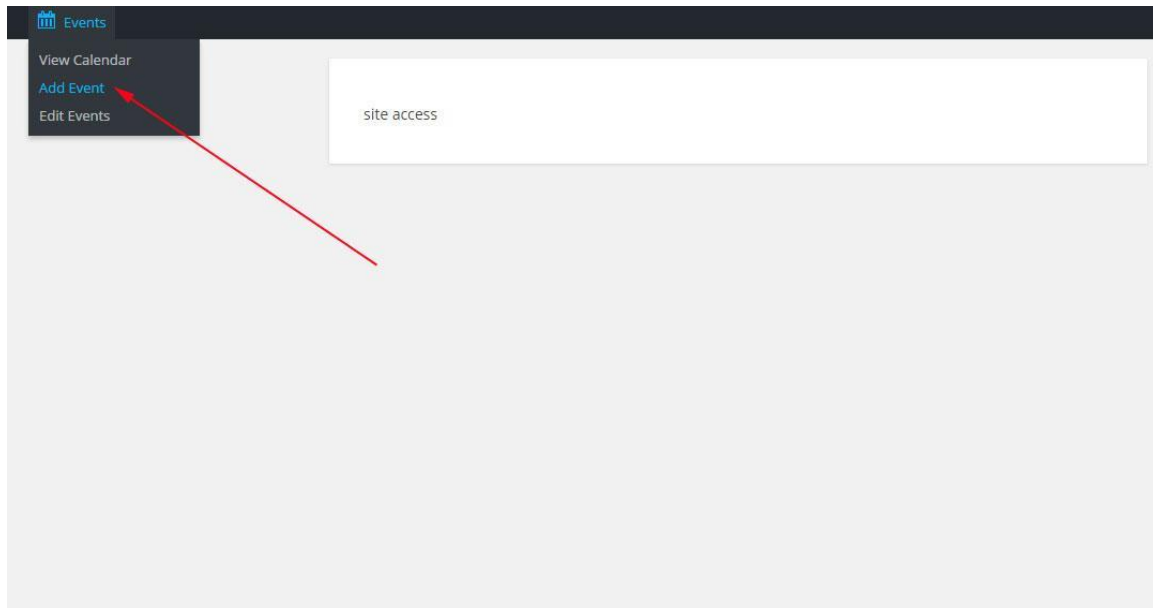 Events
View Calendar
Add Event
Edit Events
site access